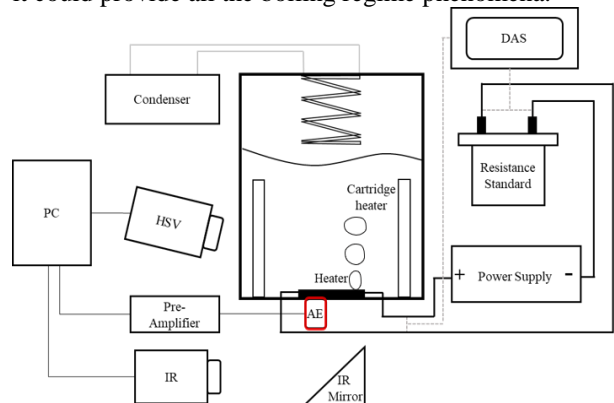 it could provide all the boiling regime phenomena.
DAS
Condenser
Resistance
Standard
Cartridge
heater
PC
HSV
Heater
+ Power Supply -
Pre-
Amplifier
AE
IR
IR
Mirror